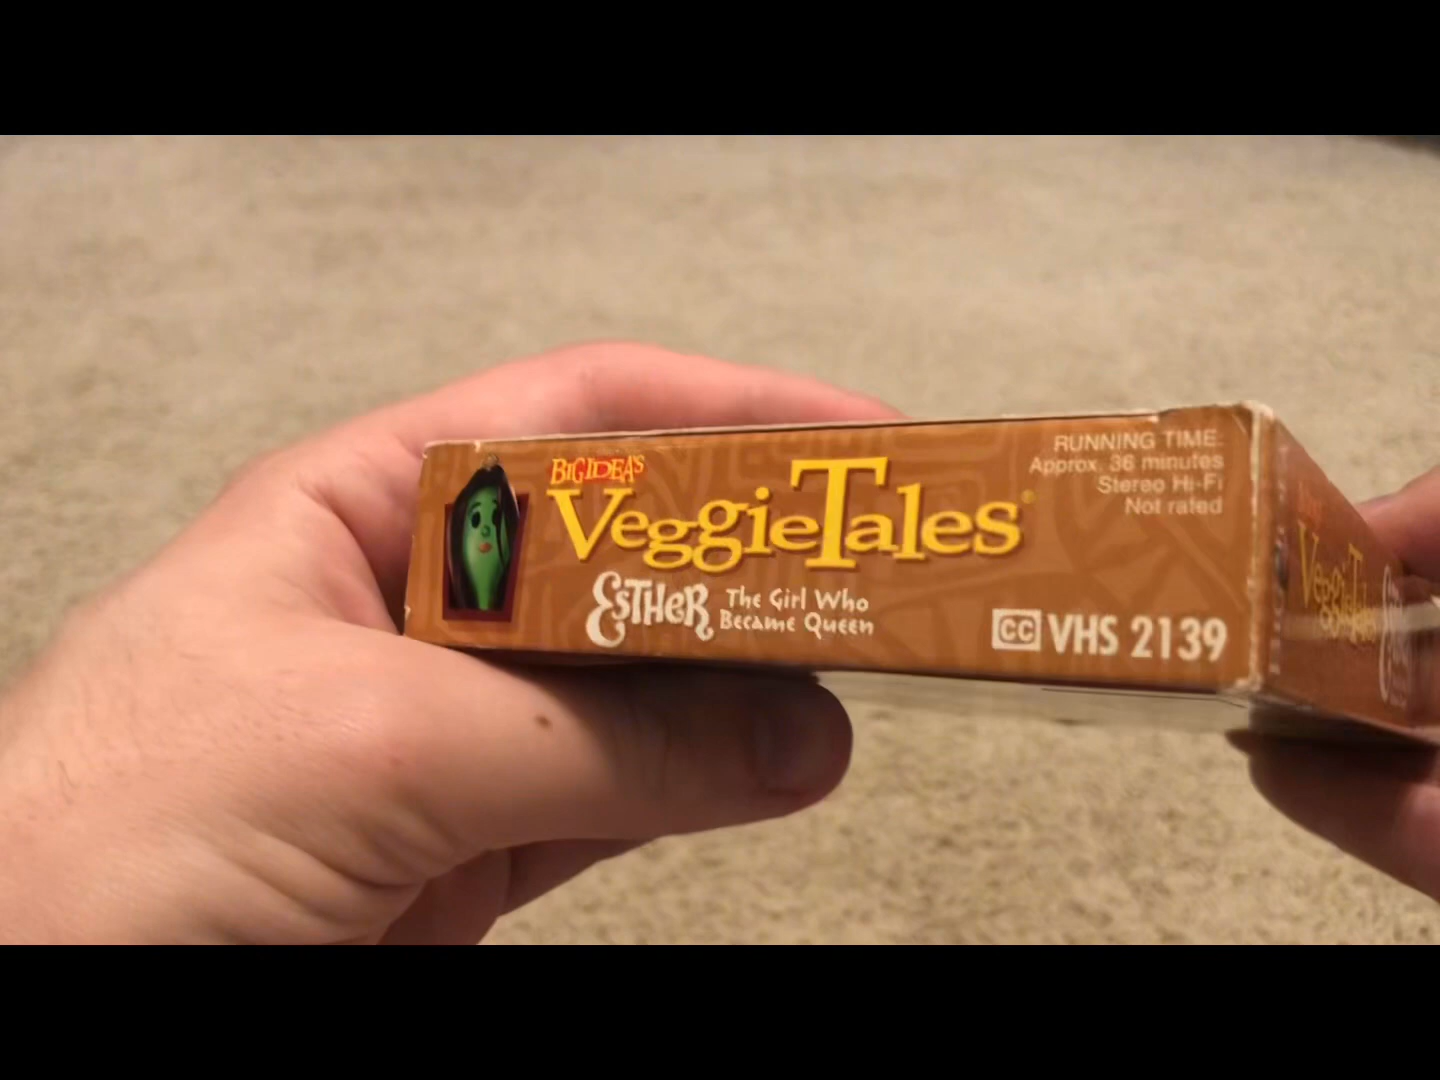 BIG IDEA'S
VeggieTales®
ESTHER The Girl Who
Became Queen
RUNNING TIME:
Approx. 36 minutes
Stereo Hi-Fi
Not rated
CC VHS 2139
VeggieTales